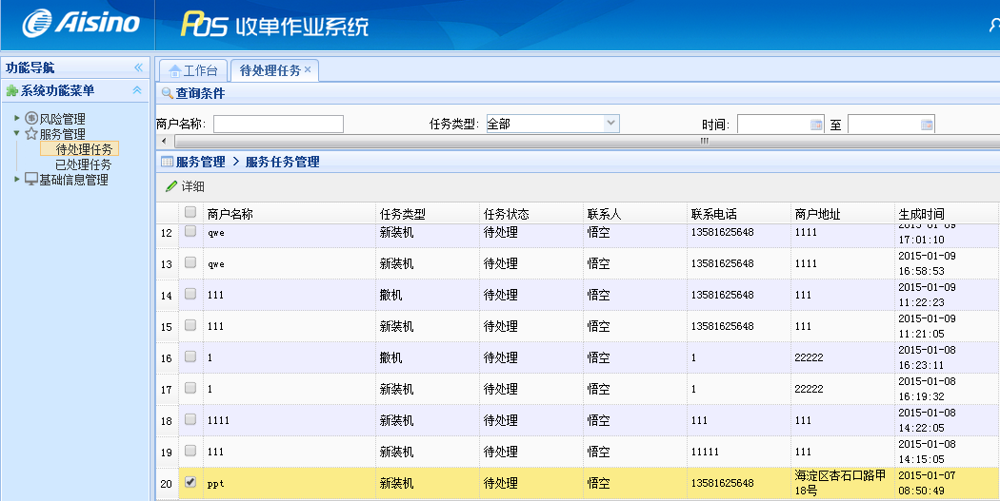 Aisino POS 收单作业系统
功能导航
系统功能菜单
风险管理
服务管理
待处理任务
已处理任务
基础信息管理
工作台 待处理任务
查询条件
商户名称: 任务类型: 全部 时间: 至
服务管理 > 服务任务管理
详细
商户名称 任务类型 任务状态 联系人 联系电话 商户地址 生成时间
12 qwe 新装机 待处理 悟空 13581625648 1111 2015-01-09
17:01:10
13 qwe 新装机 待处理 悟空 13581625648 1111 2015-01-09
16:58:53
14 111 撤机 待处理 悟空 13581625648 111 2015-01-09
11:22:23
15 111 新装机 待处理 悟空 13581625648 111 2015-01-09
11:21:05
16 1 撤机 待处理 悟空 1 22222 2015-01-08
16:23:11
17 1 新装机 待处理 悟空 1 22222 2015-01-08
16:19:32
18 1111 新装机 待处理 悟空 111 111 2015-01-08
14:22:05
19 111 新装机 待处理 悟空 11111 111 2015-01-08
14:15:05
20 ppt 新装机 待处理 悟空 13581625648 海淀区杏石口路甲 2015-01-07
18号 08:50:49